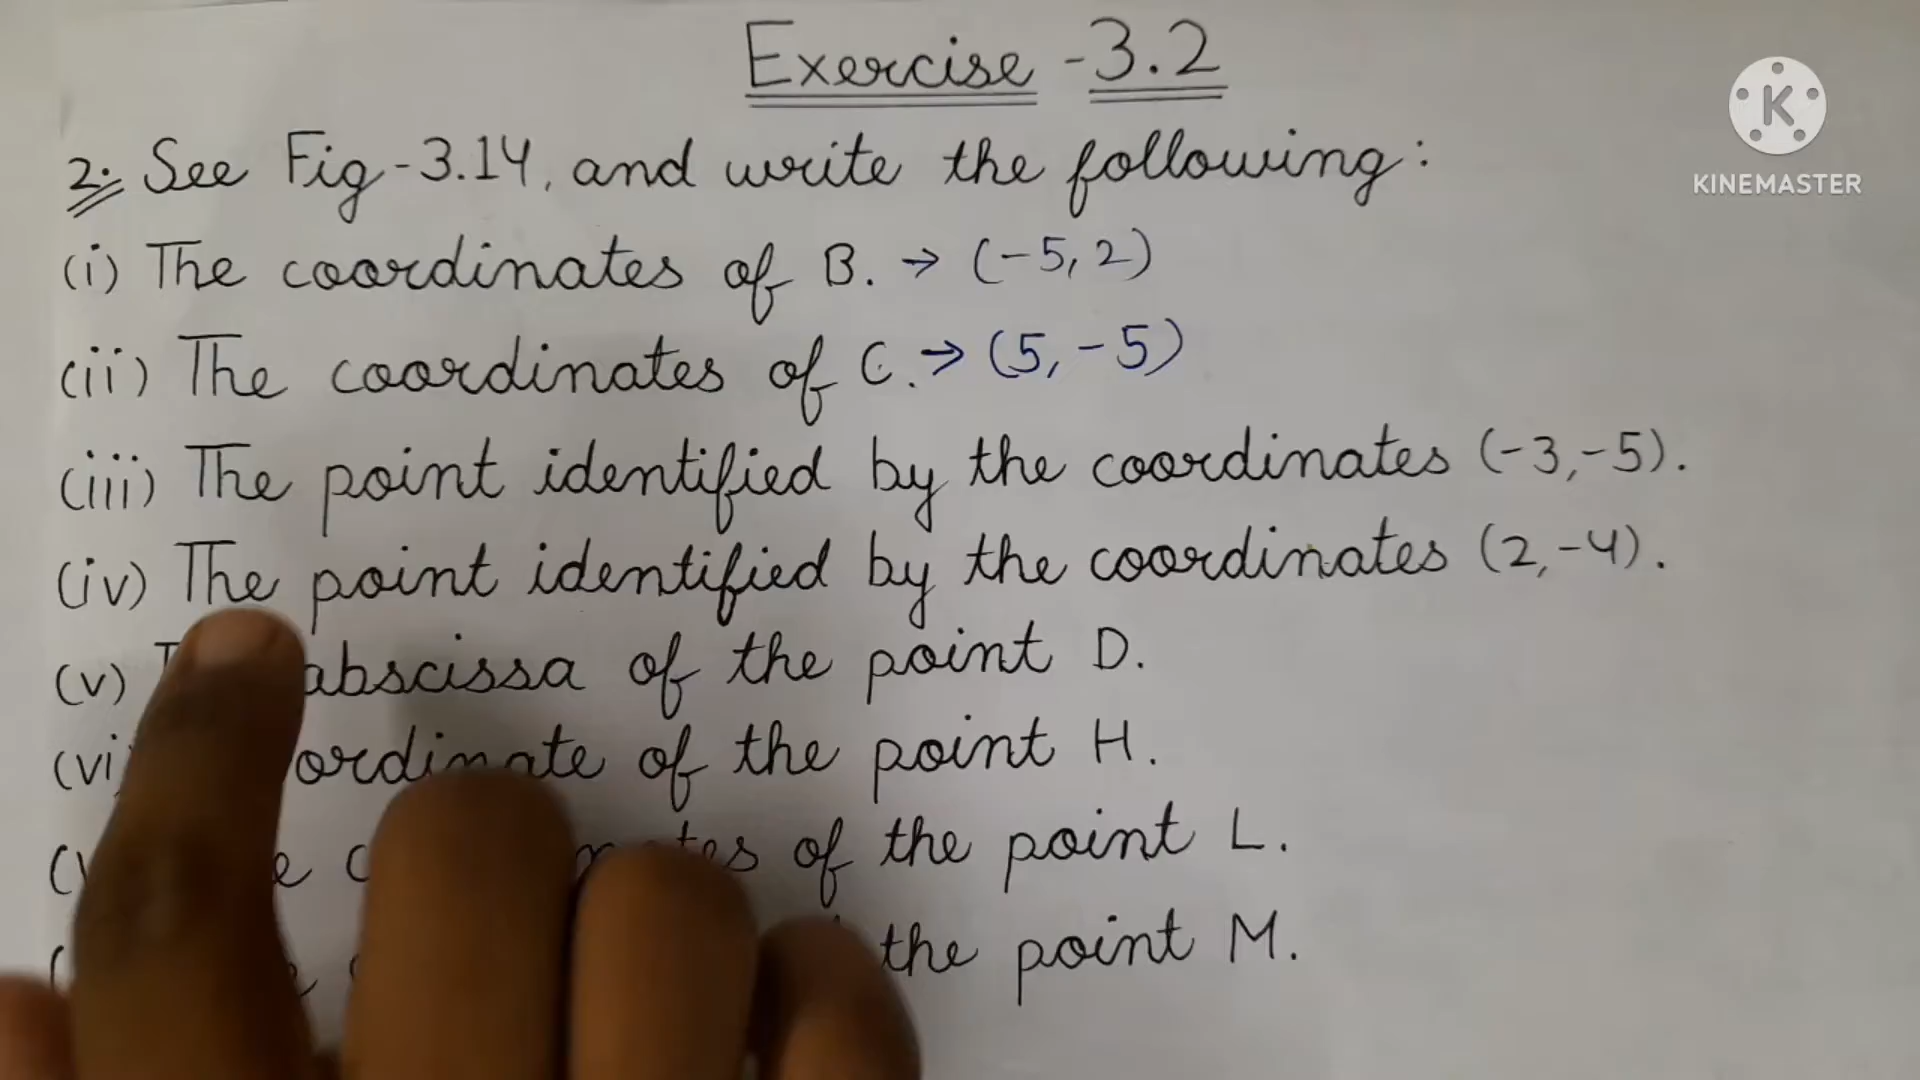 Exercise - 3.2
K
KINEMASTER
2. See Fig-3.14, and write the following:
(i) The coordinates of B. → (-5, 2)
(ii) The coordinates of C. → (5, -5)
(iii) The point identified by the coordinates (-3, -5).
(iv) The point identified by the coordinates (2, -4).
(v) abscissa of the point D.
(vi ordinate of the point H.
of the point L.
the point M.